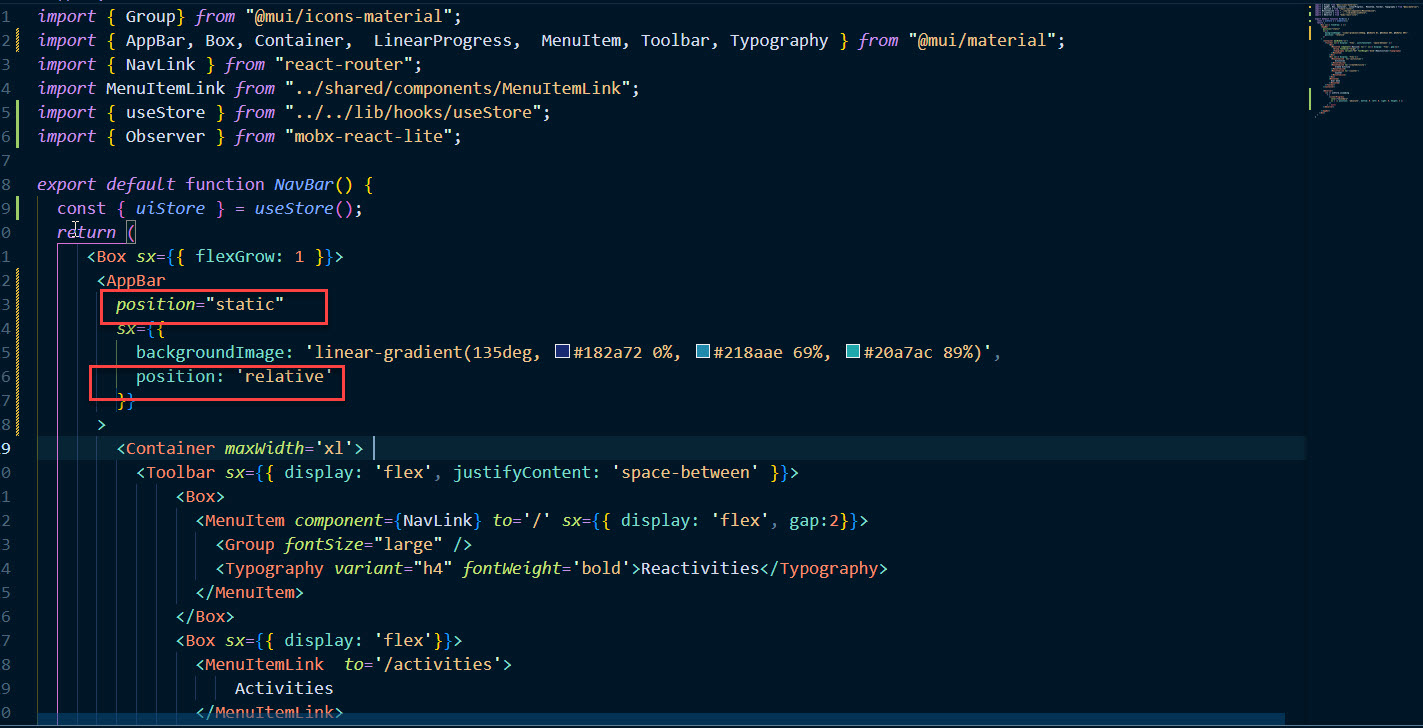 1 import { Group} from "@mui/icons-material";
2 import { AppBar, Box, Container,  LinearProgress,  MenuItem, Toolbar, Typography } from "@mui/material";
3 import { NavLink } from "react-router";
4 import MenuItemLink from "../shared/components/MenuItemLink";
5 import { useStore } from "../../lib/hooks/useStore";
6 import { Observer } from "mobx-react-lite";
7
8 export default function NavBar() {
9 const { uiStore } = useStore();
0 return (
1 <Box sx={{ flexGrow: 1 }}>
2 <AppBar
3 position="static"
4 sx={{
5 backgroundImage: 'linear-gradient(135deg, #182a72 0%, #218aae 69%, #20a7ac 89%)',
6 position: 'relative'
7 }}
8 >
9 <Container maxWidth='xl'>
0 <Toolbar sx={{ display: 'flex', justifyContent: 'space-between' }}>
1 <Box>
2 <MenuItem component={NavLink} to='/' sx={{ display: 'flex', gap:2}}>
3 <Group fontSize="large" />
4 <Typography variant="h4" fontWeight='bold'>Reactivities</Typography>
5 </MenuItem>
6 </Box>
7 <Box sx={{ display: 'flex'}}>
8 <MenuItemLink  to='/activities'>
9 Activities
0 </MenuItemLink>